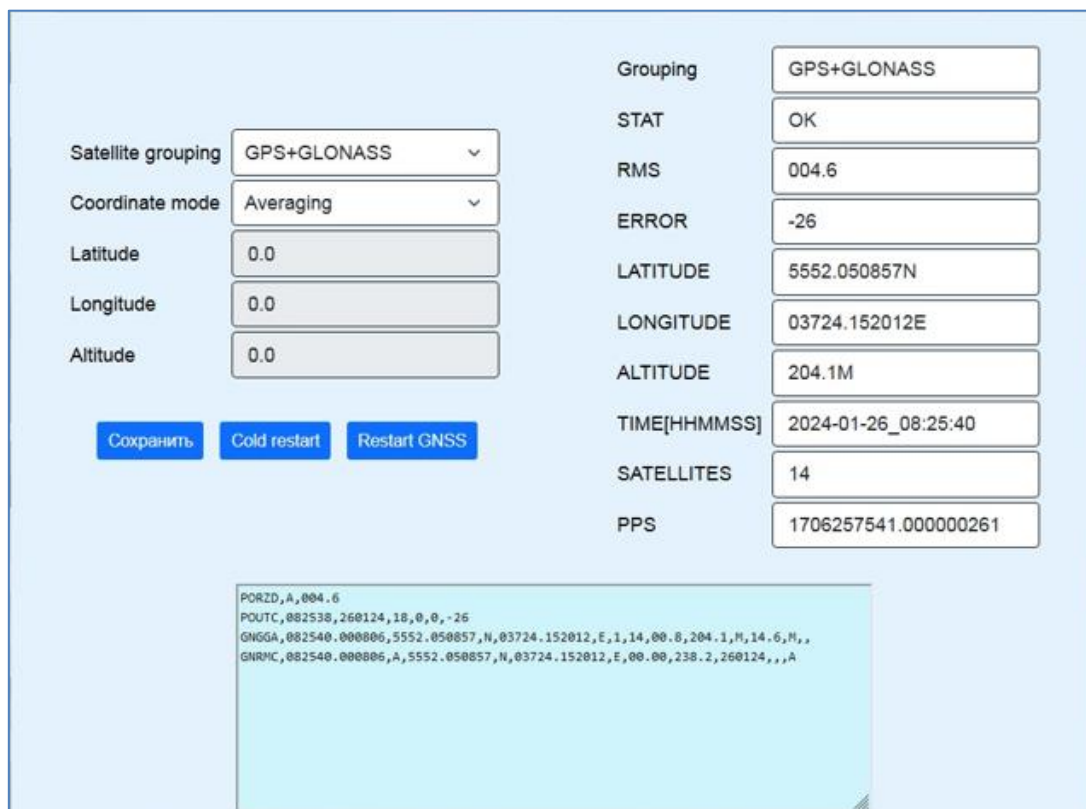 Satellite grouping GPS+GLONASS
Coordinate mode Averaging
Latitude 0.0
Longitude 0.0
Altitude 0.0
Сохранить Cold restart Restart GNSS
Grouping GPS+GLONASS
STAT OK
RMS 004.6
ERROR -26
LATITUDE 5552.050857N
LONGITUDE 03724.152012E
ALTITUDE 204.1M
TIME[HHMMSS] 2024-01-26_08:25:40
SATELLITES 14
PPS 1706257541.000000261
PORZD,A,004.6
POUTC,082538,260124,18,0,0,-26
GNGGA,082540.000806,5552.050857,N,03724.152012,E,1,14,00.8,204.1,M,14.6,M,,
GNRMC,082540.000806,A,5552.050857,N,03724.152012,E,00.00,238.2,260124,,,A